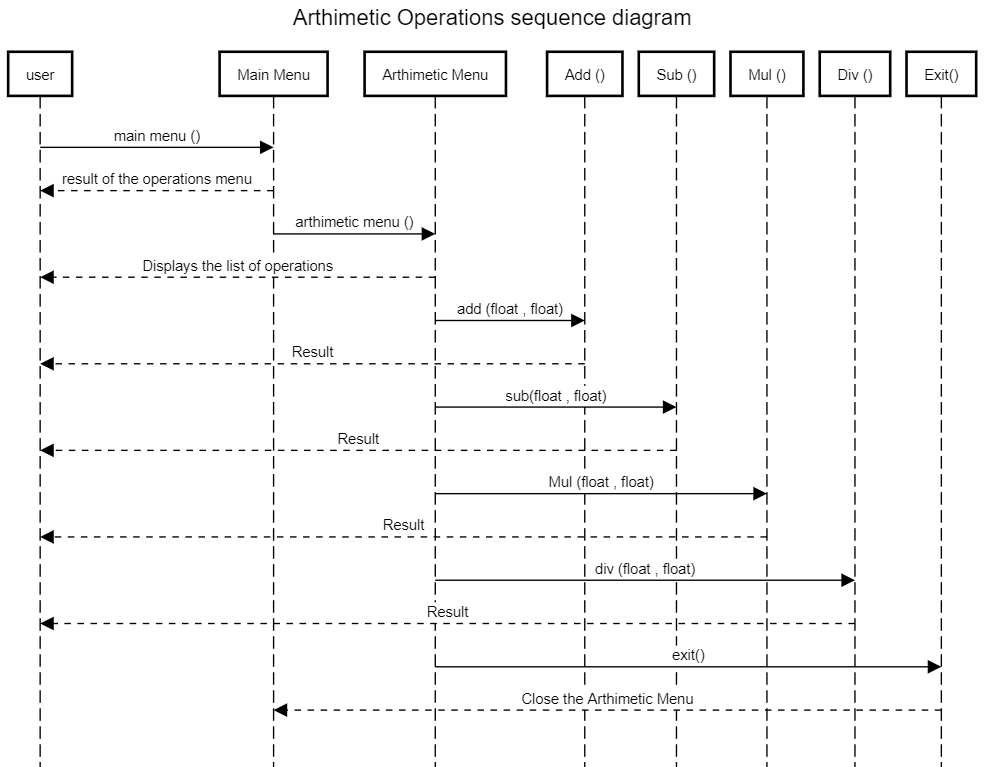 Arthimetic Operations sequence diagram
user
Main Menu
Arthimetic Menu
Add ()
Sub ()
Mul ()
Div ()
Exit()
main menu ()
result of the operations menu
arthimetic menu ()
Displays the list of operations
add (float , float)
Result
sub(float , float)
Result
Mul (float , float)
Result
div (float , float)
Result
exit()
Close the Arthimetic Menu